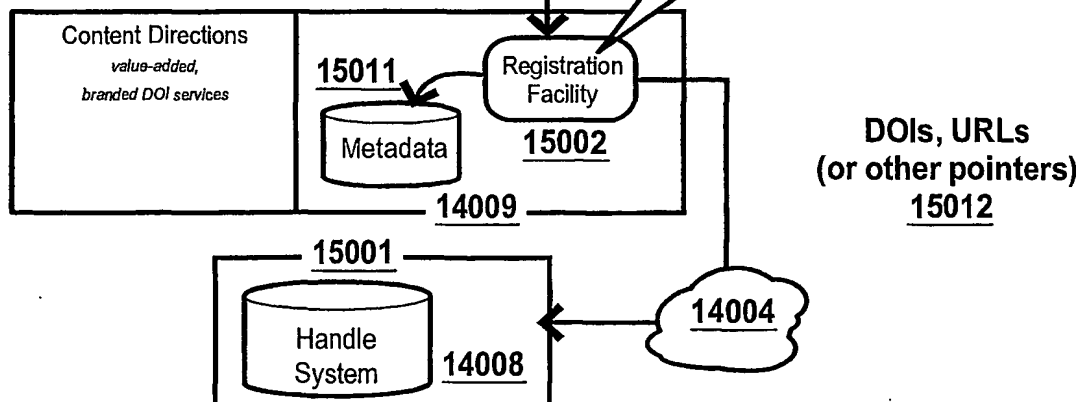 Content Directions
value-added,
branded DOI services
15011
Metadata
Registration
Facility
15002
14009
DOIs, URLs
(or other pointers)
15012
15001
Handle
System
14008
14004